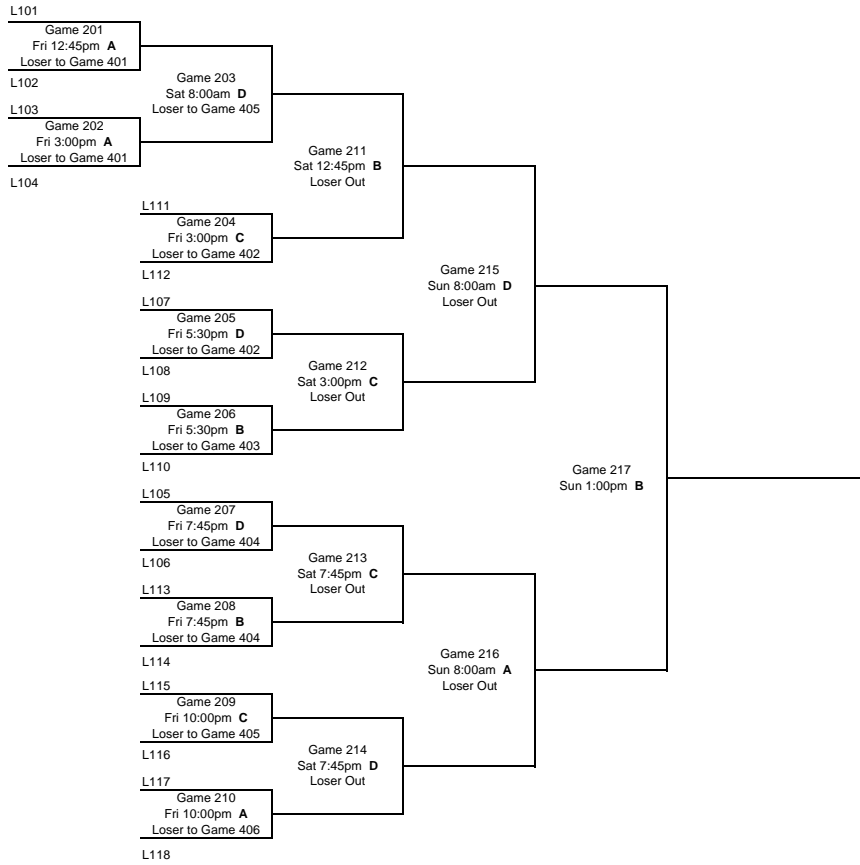 L101
Game 201
Fri 12:45pm A
Loser to Game 401
L102
L103
Game 202
Fri 3:00pm A
Loser to Game 401
L104
Game 203
Sat 8:00am D
Loser to Game 405
L111
Game 204
Fri 3:00pm C
Loser to Game 402
L112
Game 211
Sat 12:45pm B
Loser Out
L107
Game 205
Fri 5:30pm D
Loser to Game 402
L108
L109
Game 206
Fri 5:30pm B
Loser to Game 403
L110
Game 212
Sat 3:00pm C
Loser Out
Game 215
Sun 8:00am D
Loser Out
L105
Game 207
Fri 7:45pm D
Loser to Game 404
L106
L113
Game 208
Fri 7:45pm B
Loser to Game 404
L114
Game 213
Sat 7:45pm C
Loser Out
L115
Game 209
Fri 10:00pm C
Loser to Game 405
L116
L117
Game 210
Fri 10:00pm A
Loser to Game 406
L118
Game 214
Sat 7:45pm D
Loser Out
Game 216
Sun 8:00am A
Loser Out
Game 217
Sun 1:00pm B